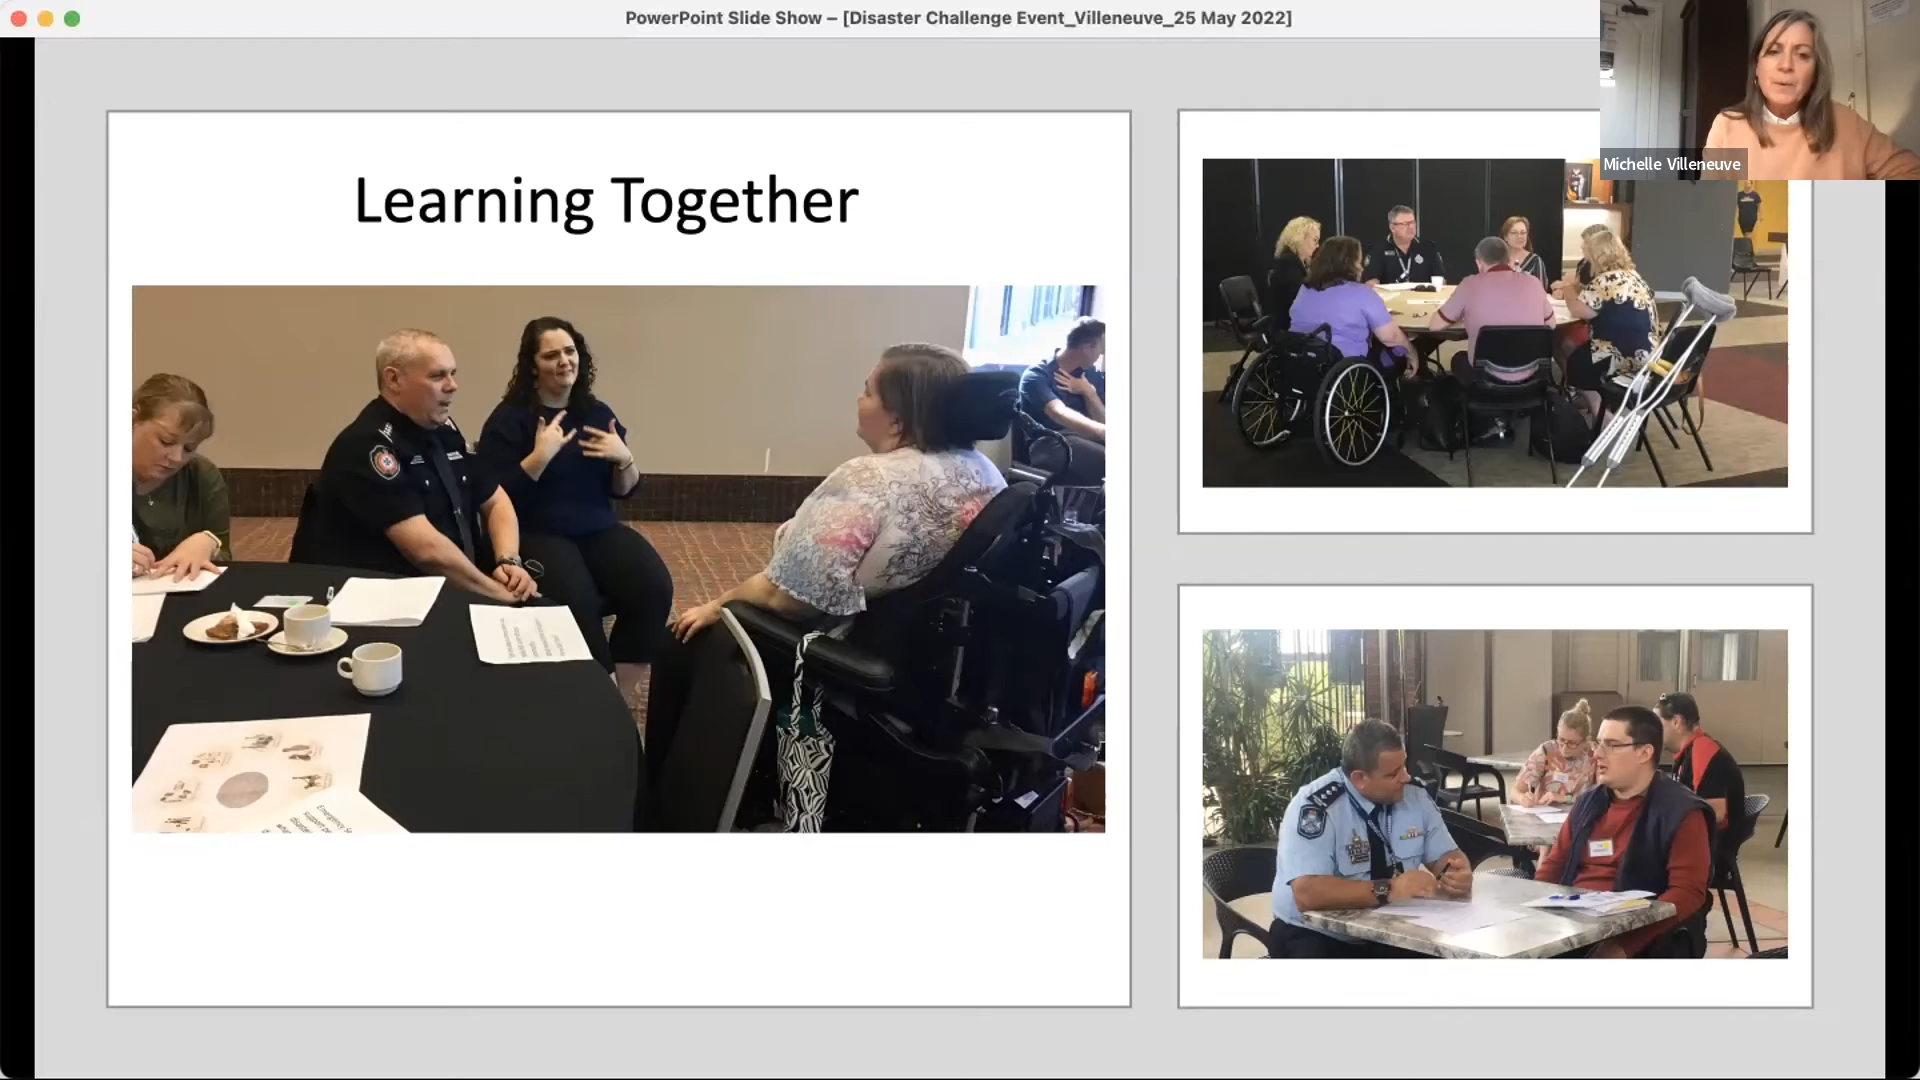 PowerPoint Slide Show – [Disaster Challenge Event_Villeneuve_25 May 2022]
Michelle Villeneuve
Learning Together